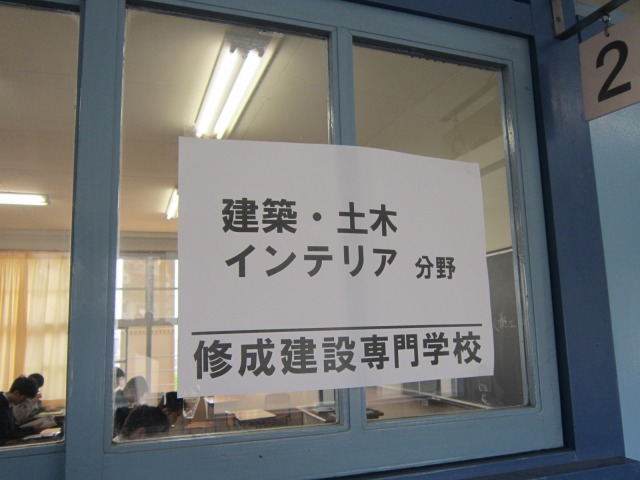 建築・土木
インテリア 分野
修成建設専門学校
2